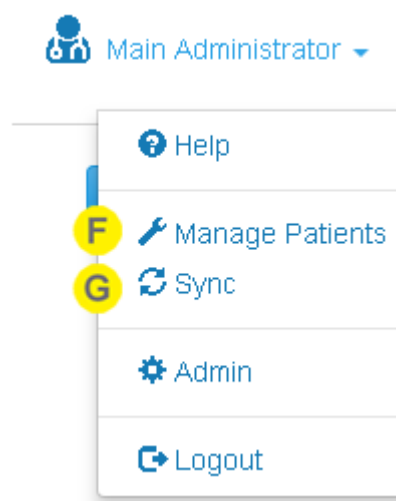 Main Administrator
Help
F Manage Patients
G Sync
Admin
Logout